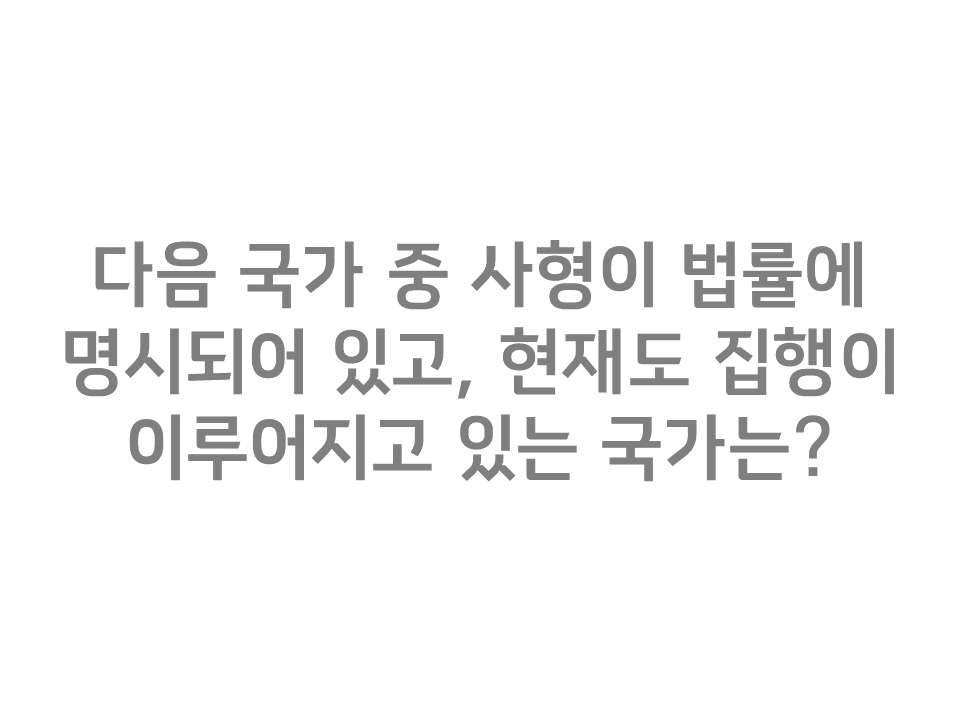 다음 국가 중 사형이 법률에
명시되어 있고, 현재도 집행이
이루어지고 있는 국가는?